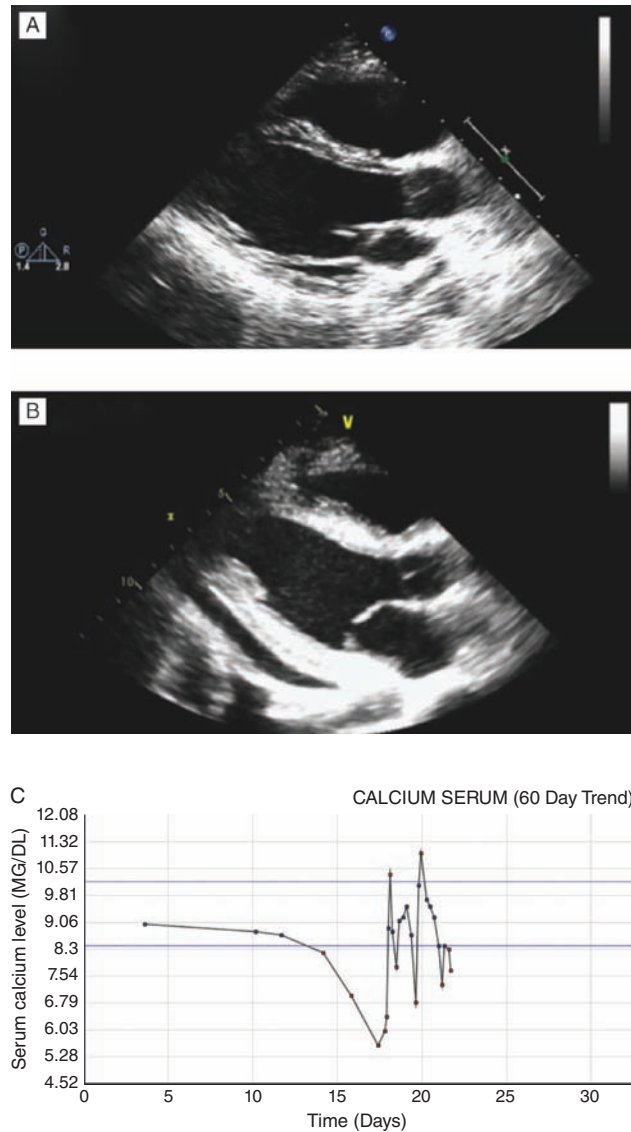 A
G
P R
1.4 2.8
B
V
5
x
10
C
CALCIUM SERUM (60 Day Trend)
Serum calcium level (MG/DL)
12.08
11.32
10.57
9.81
9.06
8.3
7.54
6.79
6.03
5.28
4.52
0 5 10 15 20 25 30
Time (Days)